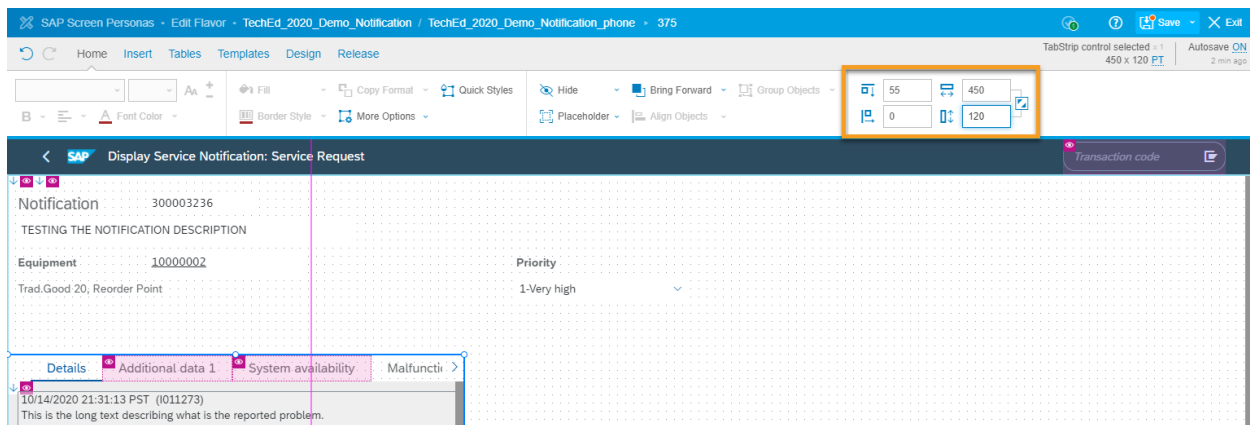 SAP Screen Personas - Edit Flavor - TechEd_2020_Demo_Notification / TechEd_2020_Demo_Notification_phone > 375 Save Exit
Home Insert Tables Templates Design Release TabStrip control selected × 1 Autosave ON
450 x 120 PT 2 min ago
AA Fill Copy Format Quick Styles Hide Bring Forward Group Objects 55 450
B A Font Color Border Style More Options Placeholder Align Objects 0 120
SAP Display Service Notification: Service Request Transaction code
Notification 300003236
TESTING THE NOTIFICATION DESCRIPTION
Equipment 10000002 Priority
Trad.Good 20, Reorder Point 1-Very high
Details Additional data 1 System availability Malfuncti
10/14/2020 21:31:13 PST (I011273)
This is the long text describing what is the reported problem.